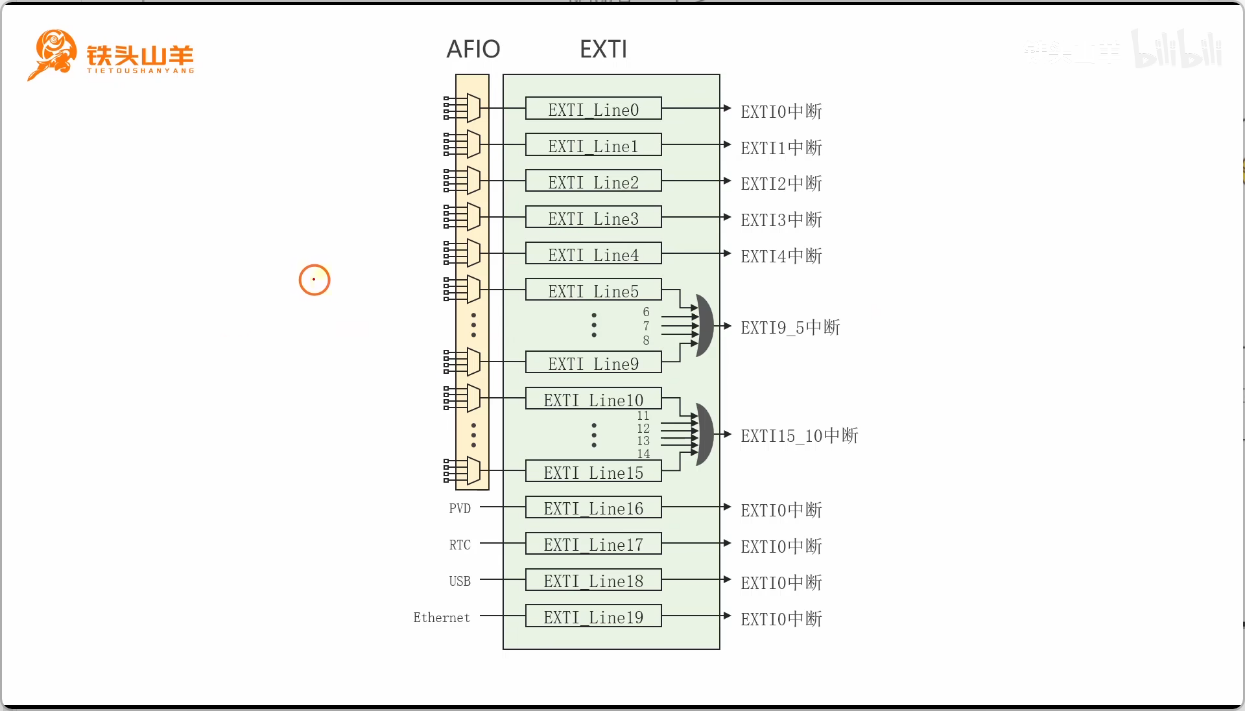 铁头山羊
TIETOUSHANYANG
bilibili
AFIO EXTI
EXTI_Line0 EXTI0中断
EXTI_Line1 EXTI1中断
EXTI_Line2 EXTI2中断
EXTI_Line3 EXTI3中断
EXTI_Line4 EXTI4中断
EXTI_Line5
6
7
8
EXTI9_5中断
EXTI_Line9
EXTI_Line10
11
12
13
14
EXTI15_10中断
EXTI_Line15
PVD EXTI_Line16 EXTI0中断
RTC EXTI_Line17 EXTI0中断
USB EXTI_Line18 EXTI0中断
Ethernet EXTI_Line19 EXTI0中断